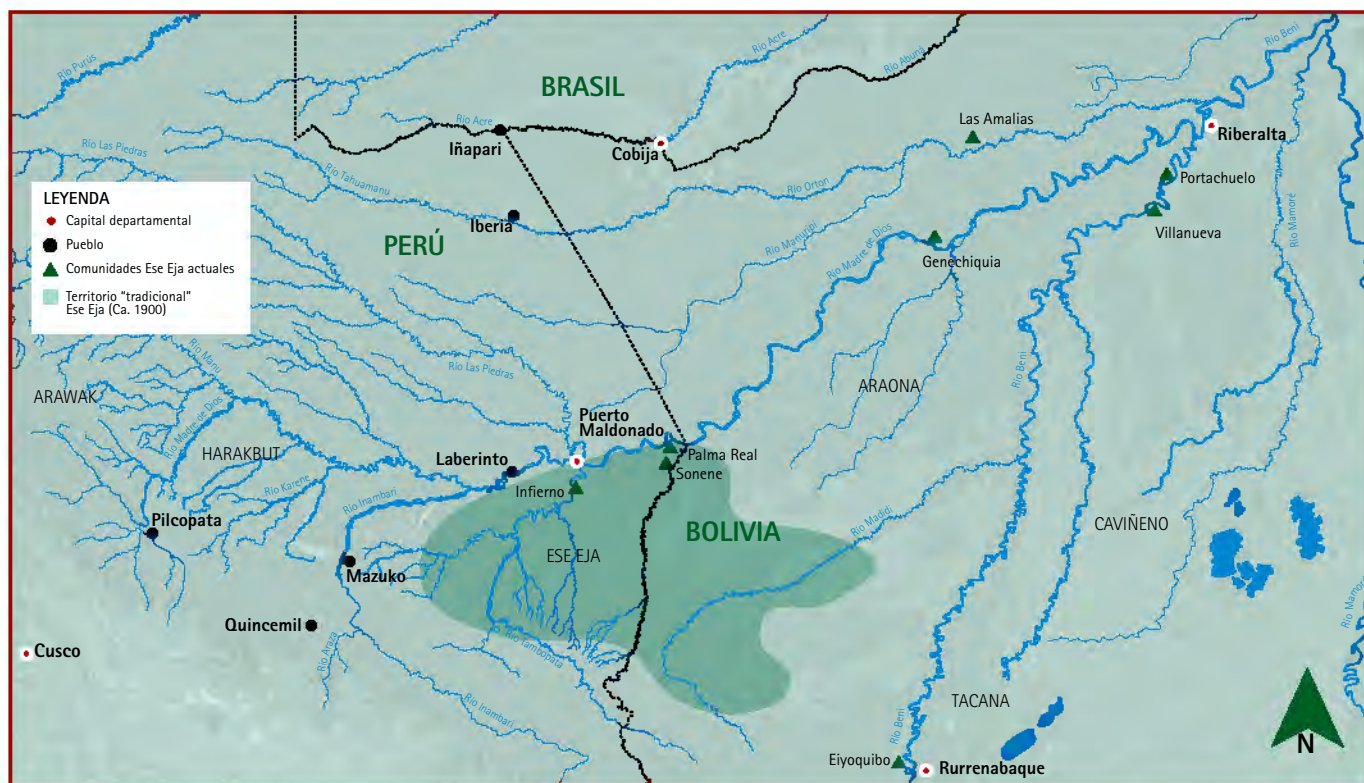 Río Purús
Río Acre
Río Abuná
Río Beni
BRASIL
Las Amalias
Río Acre
Iñapari
Cobija
Riberalta
Río Las Piedras
Río Tahuamanu
Río Orton
Portachuelo
LEYENDA
Capital departamental
Pueblo
Comunidades Ese Eja actuales
Territorio “tradicional”
Ese Eja (Ca. 1900)
Iberia
PERÚ
Río Manuripi
Río Madre de Dios
Villanueva
Genechiquia
Río Mamoré
Río Manu
Río Las Piedras
Río Beni
ARAONA
ARAWAK
Río Madre de Dios
HARAKBUT
Puerto
Maldonado
Laberinto
Palma Real
Sonene
Río Karene
Río Inambari
Infierno
Pilcopata
BOLIVIA
Río Madidi
CAVIÑENO
ESE EJA
Mazuko
Quincemil
Río Araza
Río Tambopata
Cusco
Río Inambari
TACANA
Río Beni
Eiyoquibo
Rurrenabaque
N